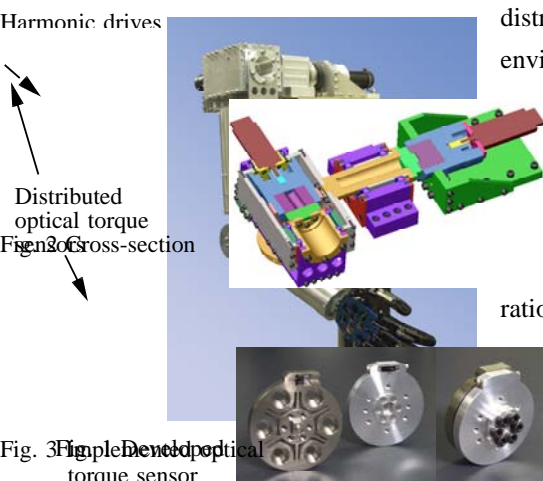 Harmonic drives
distr
envi
Distributed
optical torque
sensors
Fig. 2 Cross-section
ratio
Fig. 3 Implemented optical
torque sensor
Fig. 1 Developed